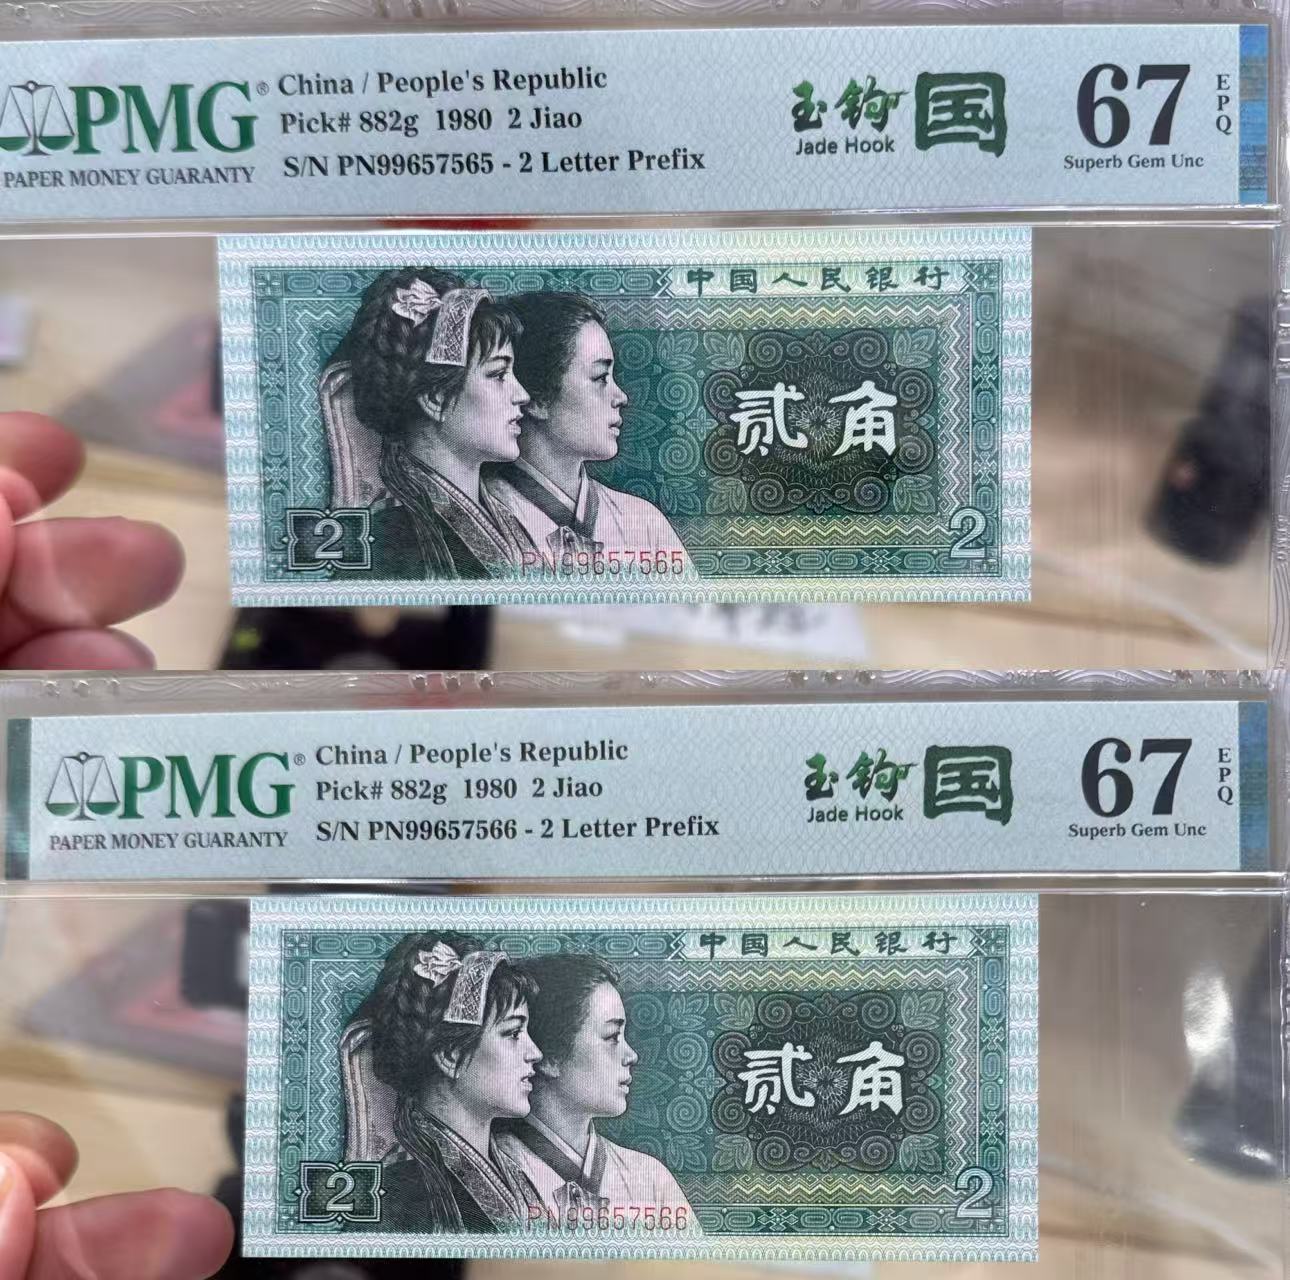 PMG®
PAPER MONEY GUARANTY
China / People's Republic
Pick# 882g 1980 2 Jiao
S/N PN99657565 - 2 Letter Prefix
玉钩
Jade Hook
国
67
EPQ
Superb Gem Unc
中国人民银行
贰角
2
PN99657565
2
PMG®
PAPER MONEY GUARANTY
China / People's Republic
Pick# 882g 1980 2 Jiao
S/N PN99657566 - 2 Letter Prefix
玉钩
Jade Hook
国
67
EPQ
Superb Gem Unc
中国人民银行
贰角
2
PN99657566
2